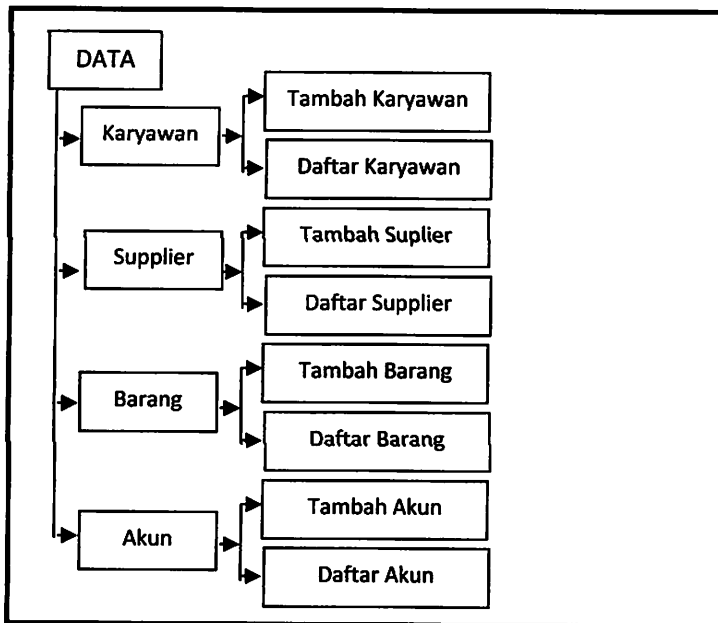 DATA
Karyawan
Tambah Karyawan
Daftar Karyawan
Supplier
Tambah Suplier
Daftar Supplier
Barang
Tambah Barang
Daftar Barang
Akun
Tambah Akun
Daftar Akun